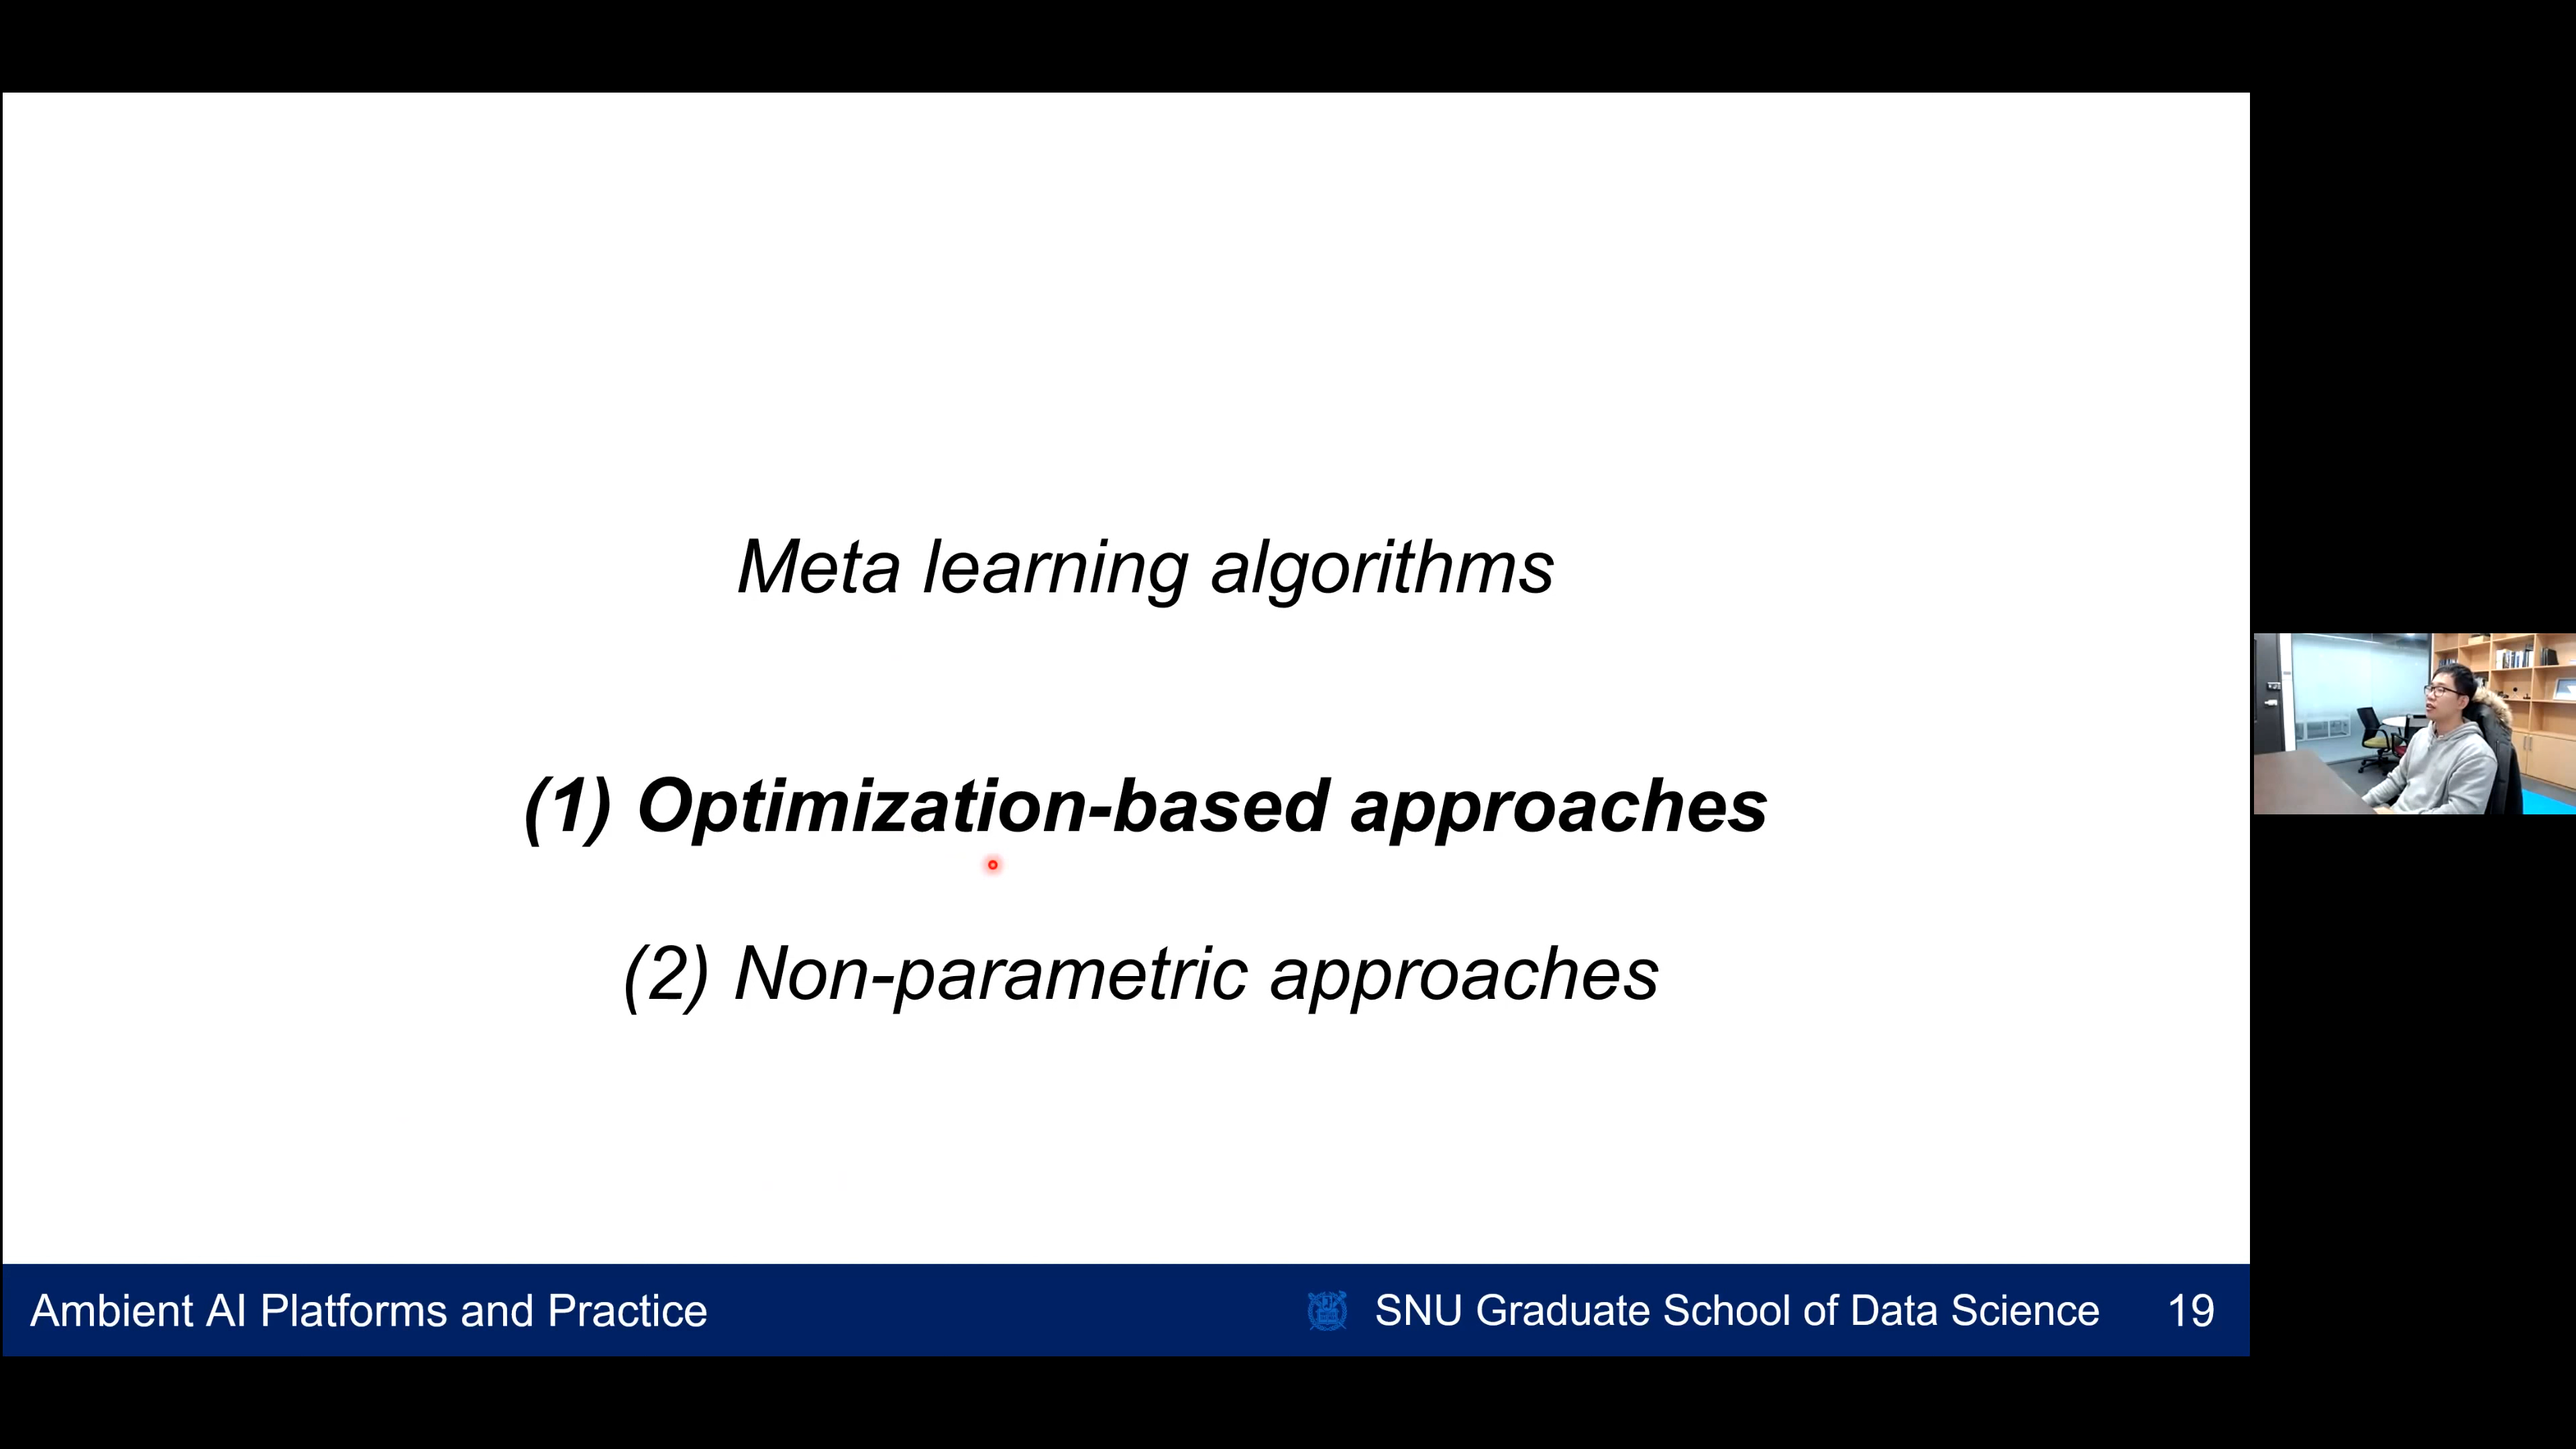 Meta learning algorithms
(1) Optimization-based approaches
(2) Non-parametric approaches
Ambient AI Platforms and Practice
SNU Graduate School of Data Science
19